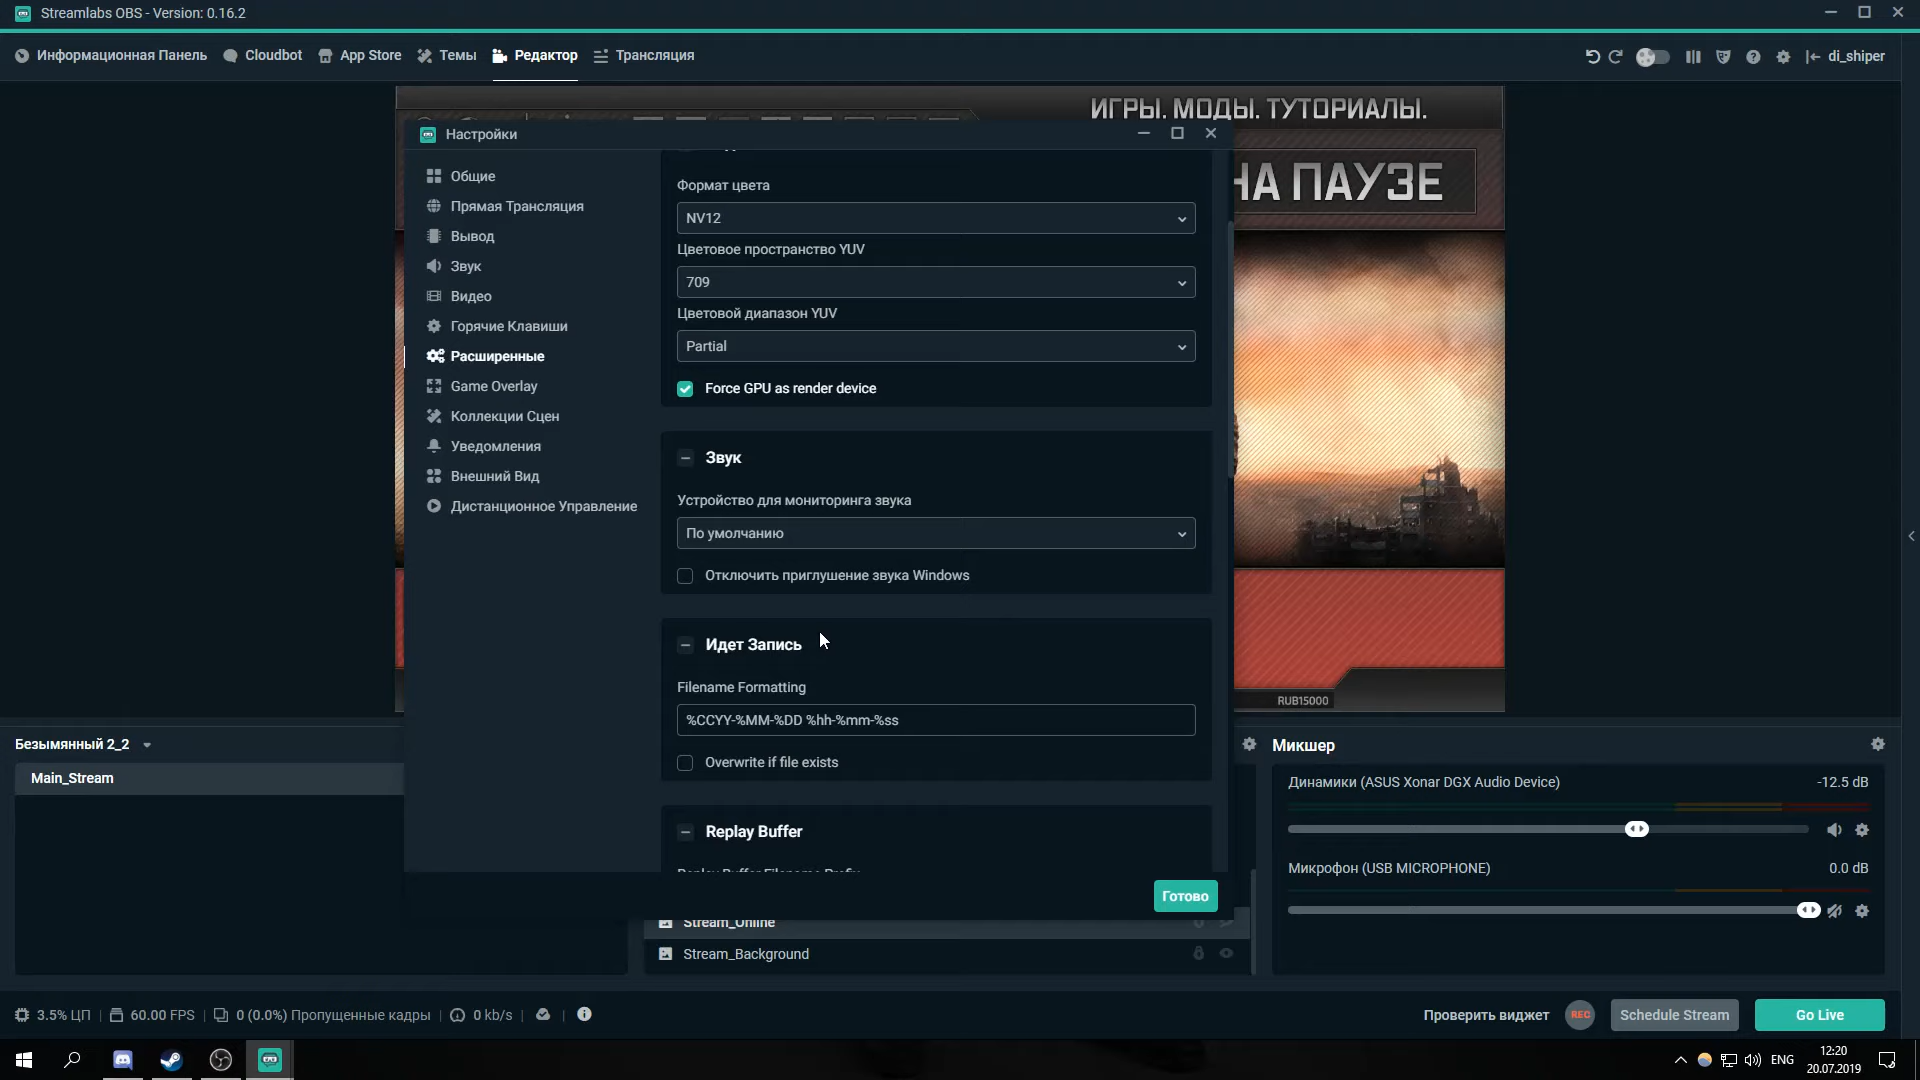 Streamlabs OBS - Version: 0.16.2
Информационная Панель
Cloudbot
App Store
Темы
Редактор
Трансляция
di_shiper
ИГРЫ. МОДЫ. ТУТОРИАЛЫ.
НА ПАУЗЕ
Настройки
Общие
Прямая Трансляция
Вывод
Звук
Видео
Горячие Клавиши
Расширенные
Game Overlay
Коллекции Сцен
Уведомления
Внешний Вид
Дистанционное Управление
Формат цвета
NV12
Цветовое пространство YUV
709
Цветовой диапазон YUV
Partial
Force GPU as render device
Звук
Устройство для мониторинга звука
По умолчанию
Отключить приглушение звука Windows
Идет Запись
Filename Formatting
%CCYY-%MM-%DD %hh-%mm-%ss
Overwrite if file exists
Replay Buffer
Replay Buffer Filename Prefix
Готово
RUB15000
Безымянный 2_2
Main_Stream
Stream_Online
Stream_Background
Микшер
Динамики (ASUS Xonar DGX Audio Device)
-12.5 dB
Микрофон (USB MICROPHONE)
0.0 dB
3.5% ЦП
60.00 FPS
0 (0.0%) Пропущенные кадры
0 kb/s
Проверить виджет
REC
Schedule Stream
Go Live
ENG
12:20
20.07.2019